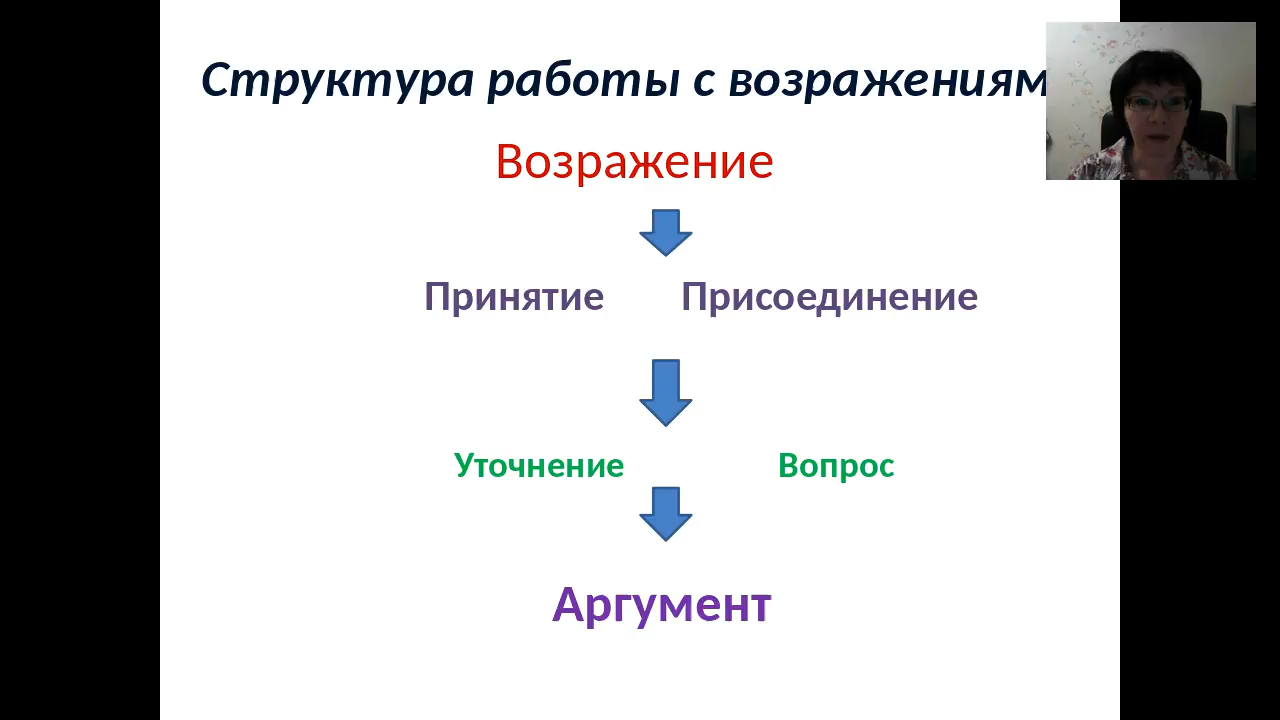 Структура работы с возражениям
Возражение
Принятие Присоединение
Уточнение Вопрос
Аргумент